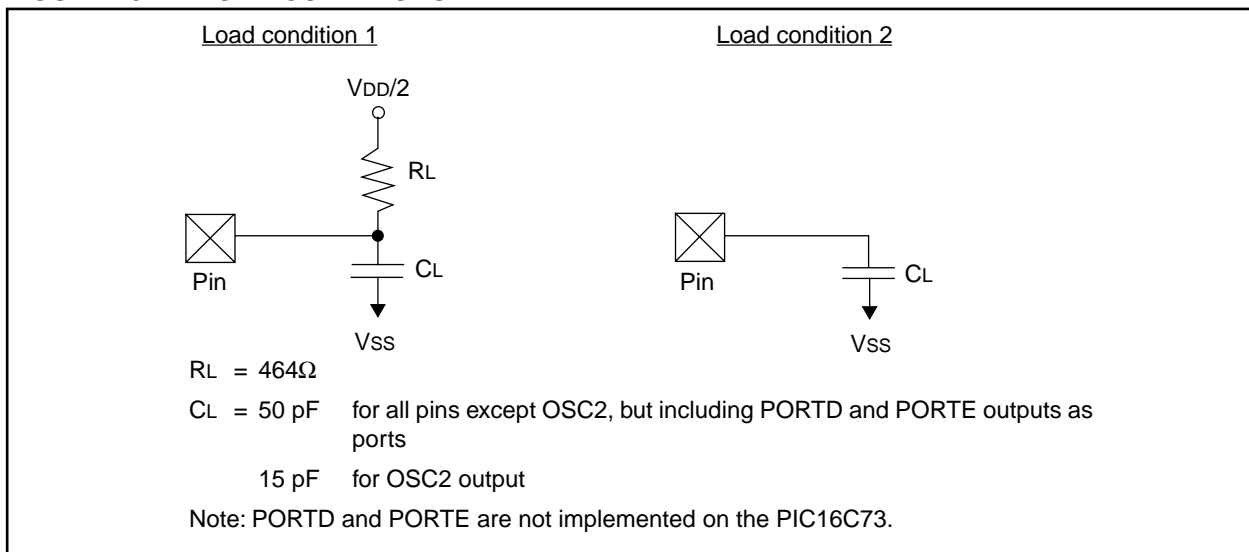 Load condition 1
Load condition 2
VDD/2
RL
Pin
CL
VSS
Pin
CL
VSS
RL = 464Ω
CL = 50 pF for all pins except OSC2, but including PORTD and PORTE outputs as
ports
15 pF for OSC2 output
Note: PORTD and PORTE are not implemented on the PIC16C73.